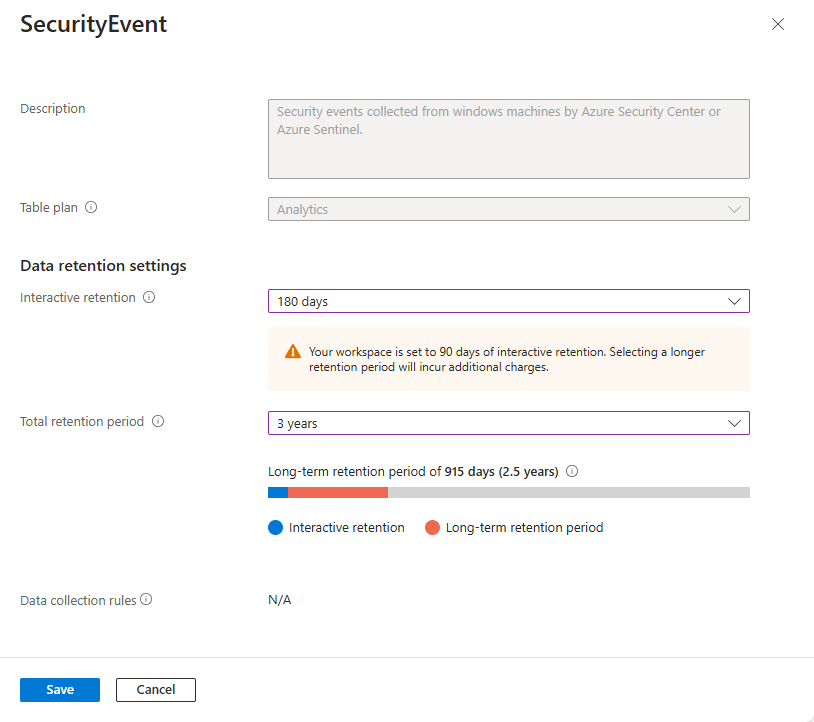 SecurityEvent
Description
Security events collected from windows machines by Azure Security Center or
Azure Sentinel.
Table plan
Analytics
Data retention settings
Interactive retention
180 days
Your workspace is set to 90 days of interactive retention. Selecting a longer
retention period will incur additional charges.
Total retention period
3 years
Long-term retention period of 915 days (2.5 years)
Interactive retention
Long-term retention period
Data collection rules
N/A
Save
Cancel